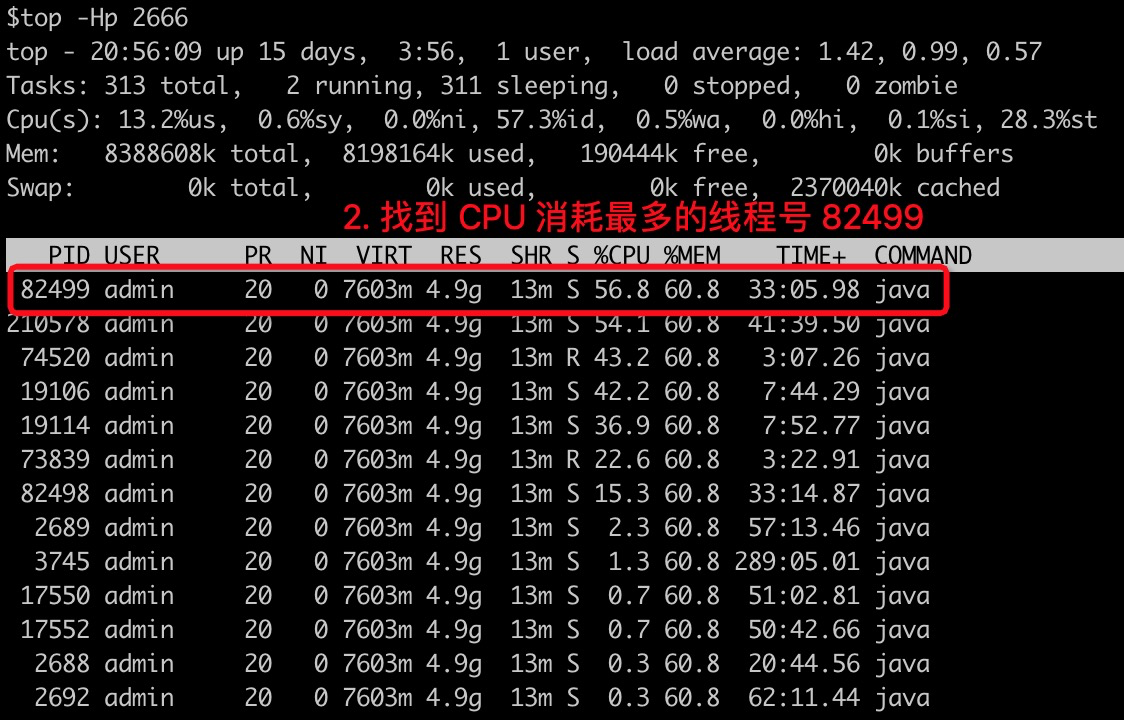 $top -Hp 2666
top - 20:56:09 up 15 days,  3:56,  1 user,  load average: 1.42, 0.99, 0.57
Tasks: 313 total,   2 running, 311 sleeping,   0 stopped,   0 zombie
Cpu(s): 13.2%us,  0.6%sy,  0.0%ni, 57.3%id,  0.5%wa,  0.0%hi,  0.1%si, 28.3%st
Mem:   8388608k total,  8198164k used,   190444k free,        0k buffers
Swap:        0k total,        0k used,        0k free,  2370040k cached
2. 找到 CPU 消耗最多的线程号 82499
   PID USER      PR  NI  VIRT  RES  SHR S %CPU %MEM    TIME+  COMMAND
 82499 admin     20   0 7603m 4.9g  13m S 56.8 60.8  33:05.98 java
210578 admin     20   0 7603m 4.9g  13m S 54.1 60.8  41:39.50 java
 74520 admin     20   0 7603m 4.9g  13m R 43.2 60.8   3:07.26 java
 19106 admin     20   0 7603m 4.9g  13m S 42.2 60.8   7:44.29 java
 19114 admin     20   0 7603m 4.9g  13m S 36.9 60.8   7:52.77 java
 73839 admin     20   0 7603m 4.9g  13m R 22.6 60.8   3:22.91 java
 82498 admin     20   0 7603m 4.9g  13m S 15.3 60.8  33:14.87 java
  2689 admin     20   0 7603m 4.9g  13m S  2.3 60.8  57:13.46 java
  3745 admin     20   0 7603m 4.9g  13m S  1.3 60.8 289:05.01 java
 17550 admin     20   0 7603m 4.9g  13m S  0.7 60.8  51:02.81 java
 17552 admin     20   0 7603m 4.9g  13m S  0.7 60.8  50:42.66 java
  2688 admin     20   0 7603m 4.9g  13m S  0.3 60.8  20:44.56 java
  2692 admin     20   0 7603m 4.9g  13m S  0.3 60.8  62:11.44 java